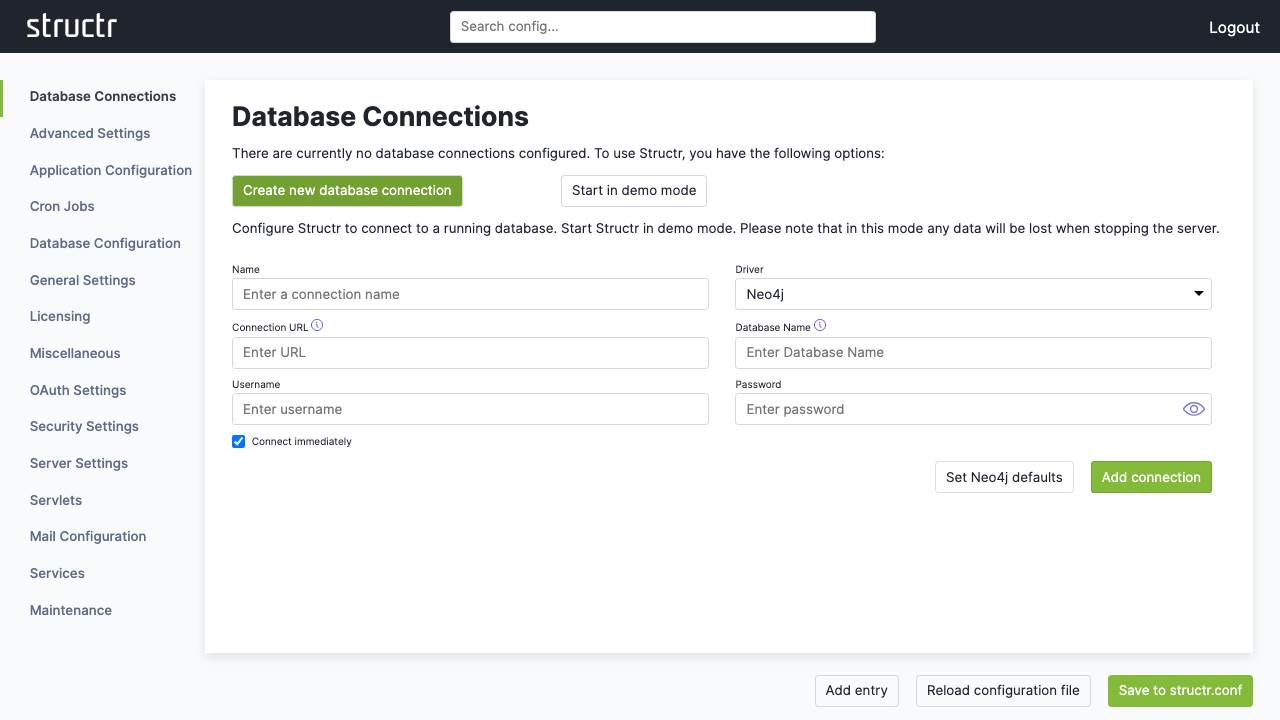 structr
Search config...
Logout
Database Connections
Advanced Settings
Application Configuration
Cron Jobs
Database Configuration
General Settings
Licensing
Miscellaneous
OAuth Settings
Security Settings
Server Settings
Servlets
Mail Configuration
Services
Maintenance
Database Connections
There are currently no database connections configured. To use Structr, you have the following options:
Create new database connection
Start in demo mode
Configure Structr to connect to a running database. Start Structr in demo mode. Please note that in this mode any data will be lost when stopping the server.
Name
Driver
Enter a connection name
Neo4j
Connection URL
Database Name
Enter URL
Enter Database Name
Username
Password
Enter username
Enter password
Connect immediately
Set Neo4j defaults
Add connection
Add entry
Reload configuration file
Save to structr.conf